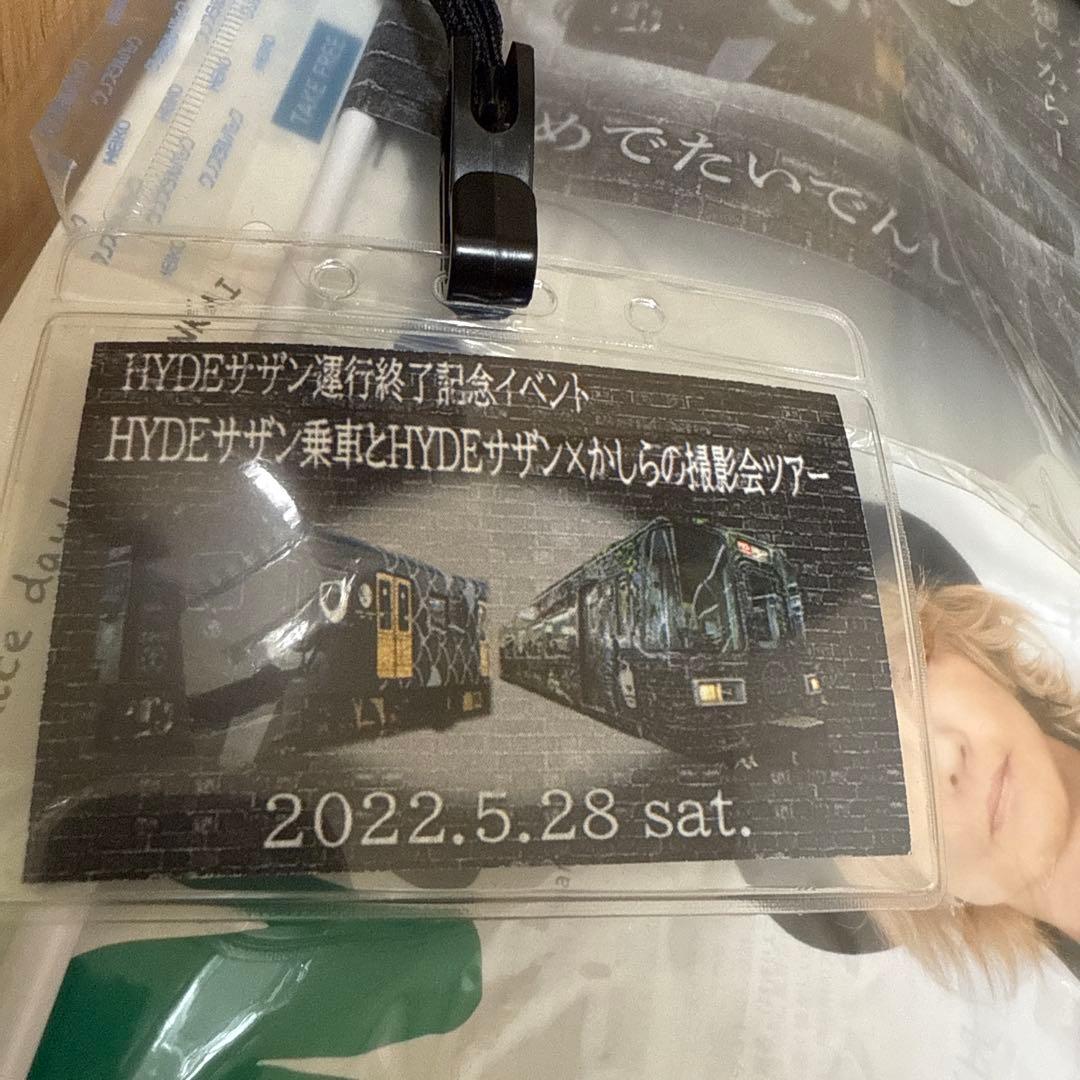 TAKE FREE
めでたいでん
HYDEサザン運行終了記念イベント
HYDEサザン乗車とHYDEサザン×かしらの撮影会ツアー
2022.5.28 sat.